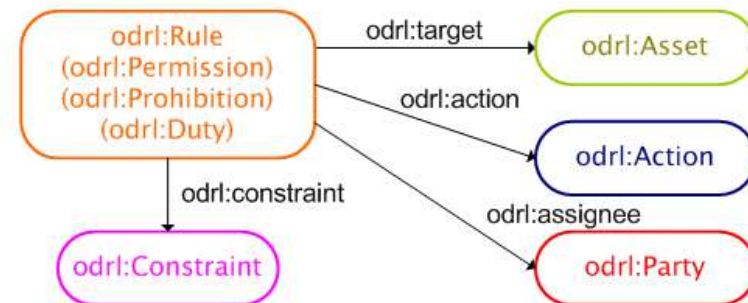 odrl:Rule
(odrl:Permission)
(odrl:Prohibition)
(odrl:Duty)
odrl:target
odrl:Asset
odrl:action
odrl:Action
odrl:constraint
odrl:assignee
odrl:Constraint
odrl:Party